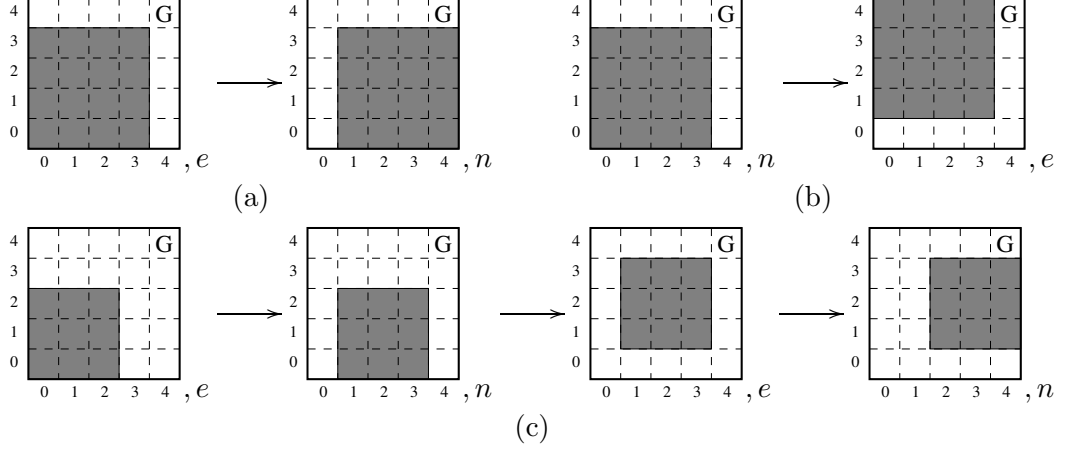 4 G 4 G 4 G 4 G
3 3 3 3
2 2 2 2
1 1 1 1
0 0 0 0
0 1 2 3 4 , e 0 1 2 3 4 , n 0 1 2 3 4 , n 0 1 2 3 4 , e
(a) (b)
4 G 4 G 4 G 4 G
3 3 3 3
2 2 2 2
1 1 1 1
0 0 0 0
0 1 2 3 4 , e 0 1 2 3 4 , n 0 1 2 3 4 , e 0 1 2 3 4 , n
(c)